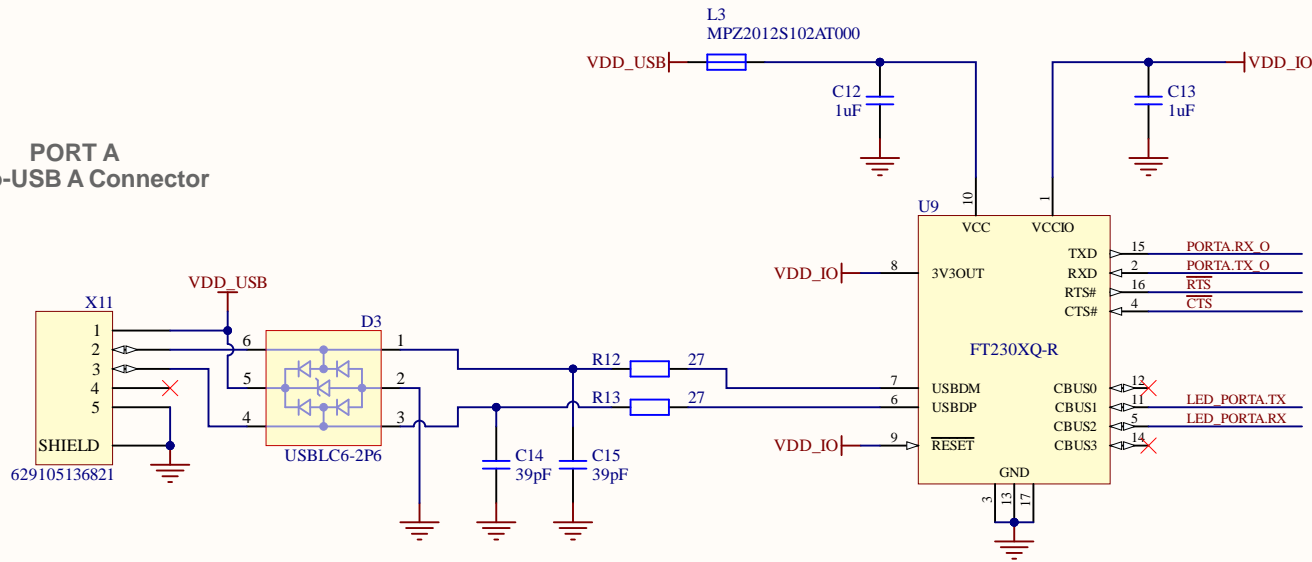 L3
MPZ2012S102AT000
VDD_USB
VDD_IO
C12
1uF
C13
1uF
PORT A
-USB A Connector
U9
10
1
VCC
VCCIO
TXD
15
PORTA.RX_O
RXD
2
PORTA.TX_O
RTS#
16
RTS
CTS#
4
CTS
VDD_IO
8
3V3OUT
FT230XQ-R
VDD_USB
X11
D3
1
2
3
4
5
SHIELD
629105136821
6
5
4
1
2
3
USBLC6-2P6
R12
27
R13
27
7
USBDM
6
USBDP
CBUS0
12
CBUS1
11
LED_PORTA.TX
CBUS2
5
LED_PORTA.RX
CBUS3
14
VDD_IO
9
RESET
C14
39pF
C15
39pF
GND
3
13
17